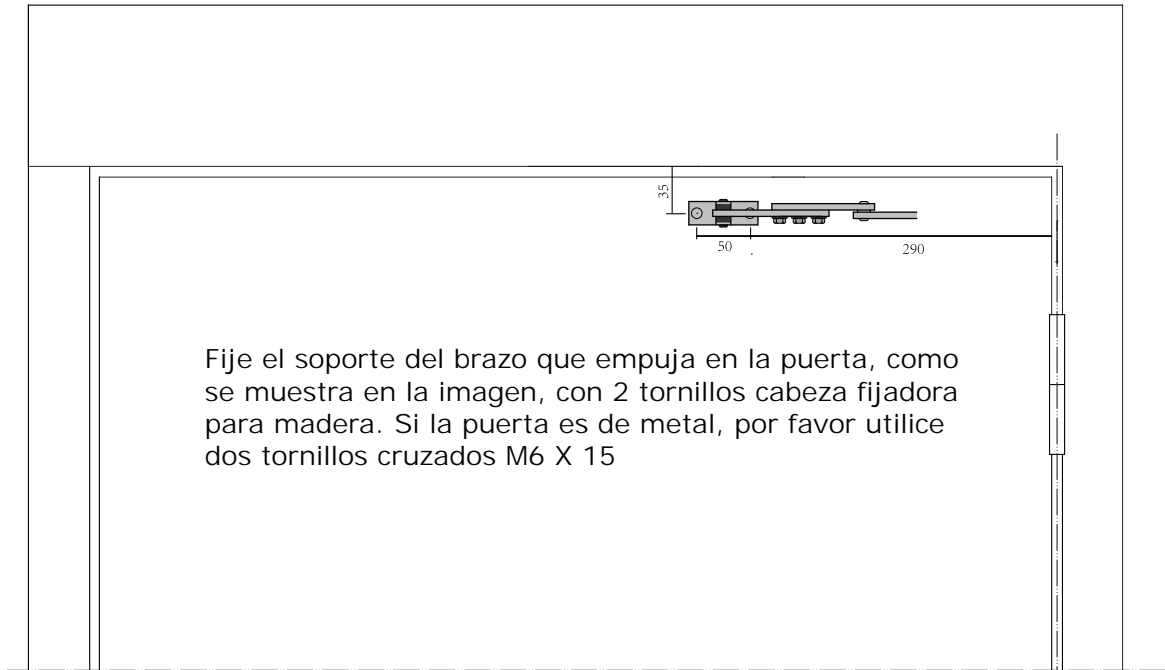 35
50
290
Fije el soporte del brazo que empuja en la puerta, como
se muestra en la imagen, con 2 tornillos cabeza fijadora
para madera. Si la puerta es de metal, por favor utilice
dos tornillos cruzados M6 X 15